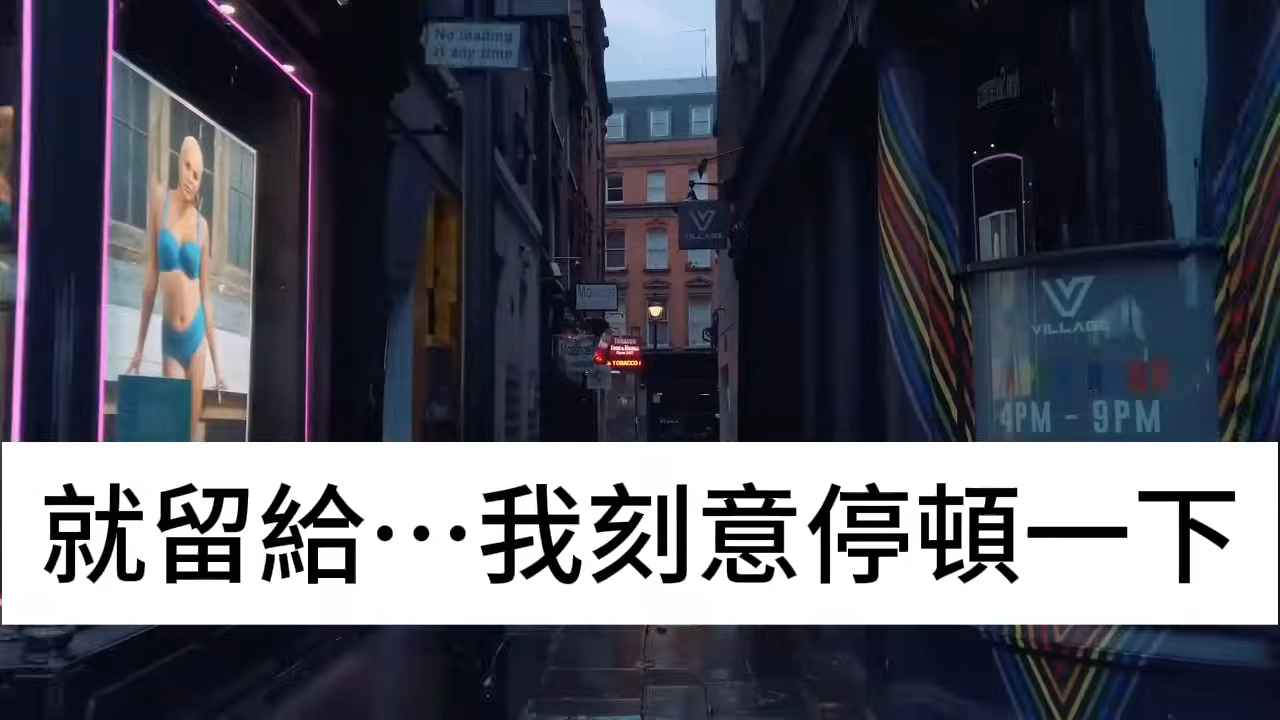 No loading
at any time
VILLAGE
TOBACCO
VILLAGE
4PM - 9PM
就留給…我刻意停頓一下